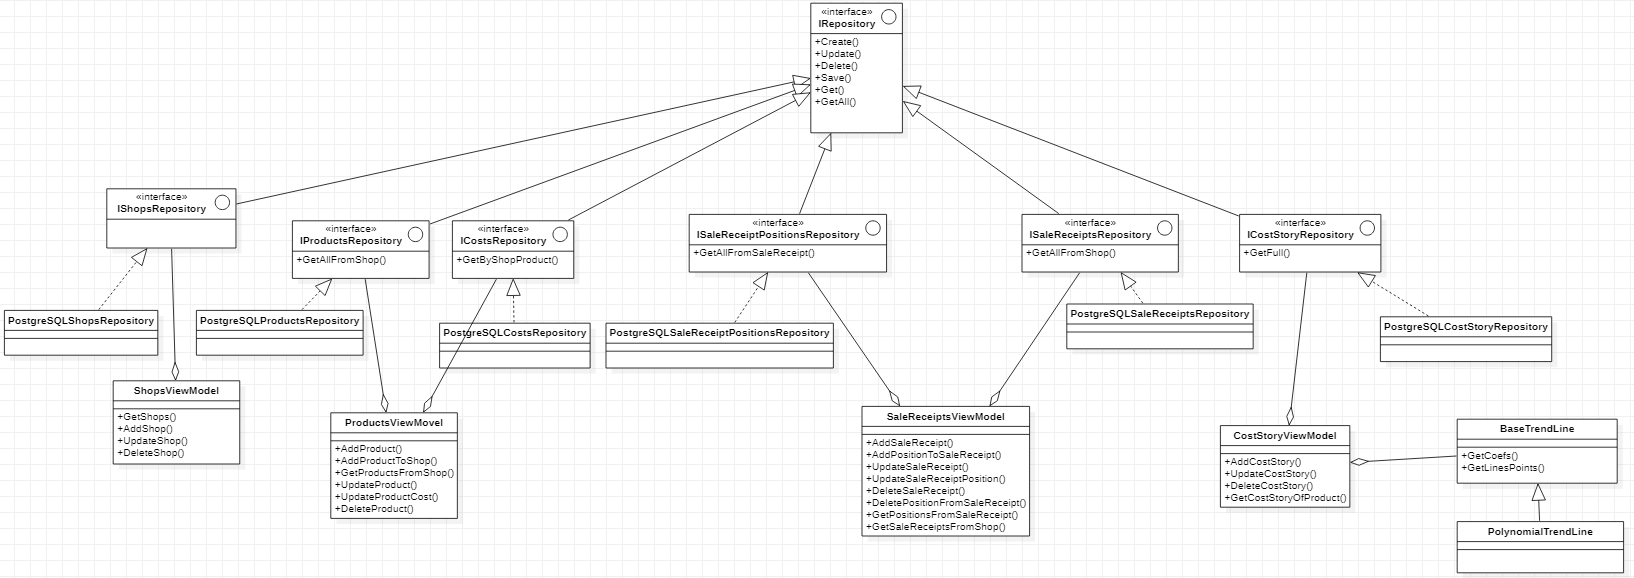 «interface»
IRepository
+Create()
+Update()
+Delete()
+Save()
+Get()
+GetAll()
«interface»
IShopsRepository
«interface»
IProductsRepository
+GetAllFromShop()
«interface»
ICostsRepository
+GetByShopProduct()
«interface»
ISaleReceiptPositionsRepository
+GetAllFromSaleReceipt()
«interface»
ISaleReceiptsRepository
+GetAllFromShop()
«interface»
ICostStoryRepository
+GetFull()
PostgreSQLShopsRepository
PostgreSQLProductsRepository
PostgreSQLCostsRepository
PostgreSQLSaleReceiptPositionsRepository
PostgreSQLSaleReceiptsRepository
PostgreSQLCostStoryRepository
ShopsViewModel
+GetShops()
+AddShop()
+UpdateShop()
+DeleteShop()
ProductsViewMovel
+AddProduct()
+AddProductToShop()
+GetProductsFromShop()
+UpdateProduct()
+UpdateProductCost()
+DeleteProduct()
SaleReceiptsViewModel
+AddSaleReceipt()
+AddPositionToSaleReceipt()
+UpdateSaleReceipt()
+UpdateSaleReceiptPosition()
+DeleteSaleReceipt()
+DeletePositionFromSaleReceipt()
+GetPositionsFromSaleReceipt()
+GetSaleReceiptsFromShop()
CostStoryViewModel
+AddCostStory()
+UpdateCostStory()
+DeleteCostStory()
+GetCostStoryOfProduct()
BaseTrendLine
+GetCoefs()
+GetLinesPoints()
PolynomialTrendLine